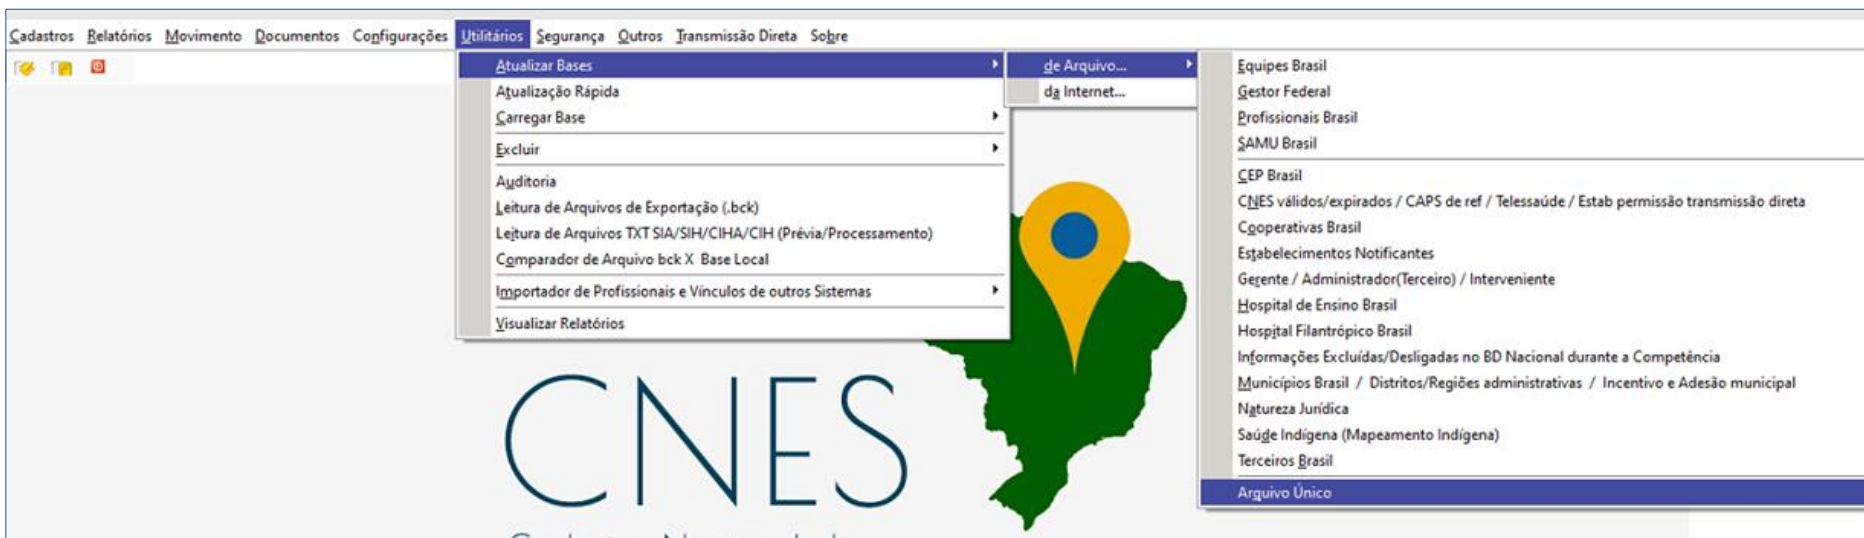 Cadastros Relatórios Movimento Documentos Configurações Utilitários Segurança Outros Transmissão Direta Sobre
Atualizar Bases
Atualização Rápida
Carregar Base
Excluir
Auditoria
Leitura de Arquivos de Exportação (.bck)
Leitura de Arquivos TXT SIA/SIH/CIHA/CIH (Prévia/Processamento)
Comparador de Arquivo bck X Base Local
Importador de Profissionais e Vínculos de outros Sistemas
Visualizar Relatórios
de Arquivo...
da Internet...
Equipes Brasil
Gestor Federal
Profissionais Brasil
SAMU Brasil
CEP Brasil
CNES válidos/expirados / CAPS de ref / Telessaúde / Estab permissão transmissão direta
Cooperativas Brasil
Estabelecimentos Notificantes
Gerente / Administrador(Terceiro) / Interveniente
Hospital de Ensino Brasil
Hospital Filantrópico Brasil
Informações Excluídas/Desligadas no BD Nacional durante a Competência
Municípios Brasil / Distritos/Regiões administrativas / Incentivo e Adesão municipal
Natureza Jurídica
Saúde Indígena (Mapeamento Indígena)
Terceiros Brasil
Arquivo Único
CNES